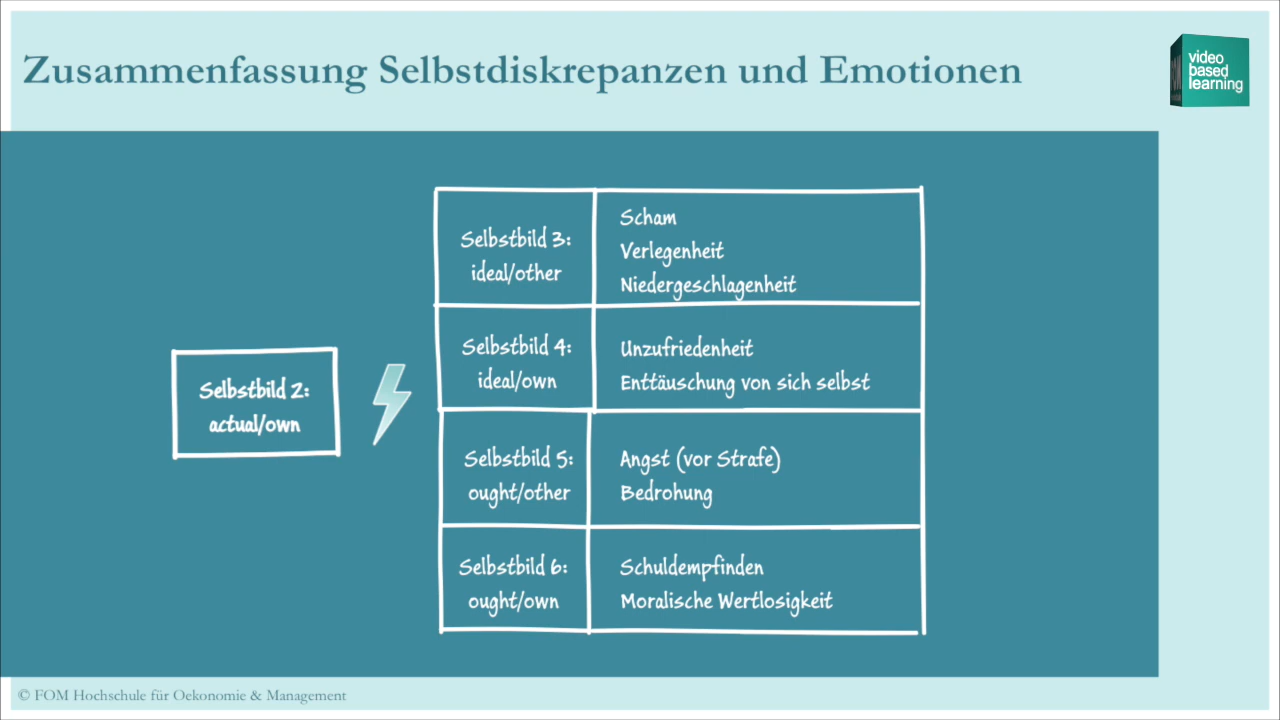 Zusammenfassung Selbstdiskrepanzen und Emotionen
video
based
learning
Selbstbild 2:
actual/own
Selbstbild 3:
ideal/other
Scham
Verlegenheit
Niedergeschlagenheit
Selbstbild 4:
ideal/own
Unzufriedenheit
Enttäuschung von sich selbst
Selbstbild 5:
ought/other
Angst (vor Strafe)
Bedrohung
Selbstbild 6:
ought/own
Schuldempfinden
Moralische Wertlosigkeit
© FOM Hochschule für Oekonomie & Management